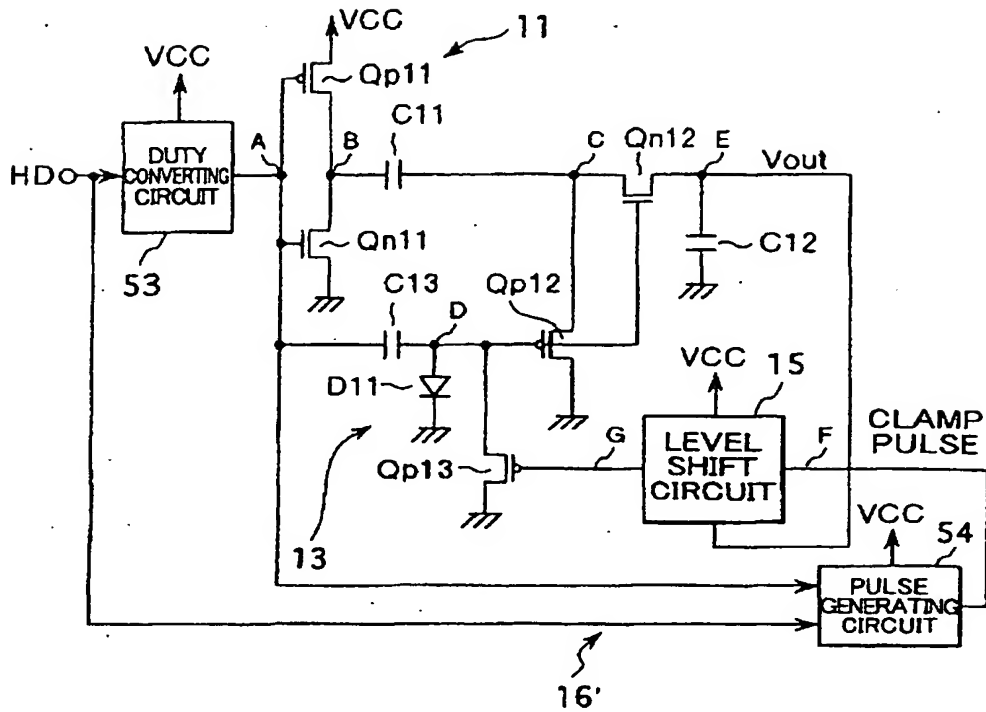 VCC
11
VCC
Qp11
C11
A
B
C
Qn12
E
Vout
HD
DUTY
CONVERTING
CIRCUIT
Qn11
C12
53
C13
Qp12
D
VCC
15
D11
CLAMP
PULSE
G
LEVEL
SHIFT
CIRCUIT
F
Qp13
VCC
54
13
PULSE
GENERATING
CIRCUIT
16'